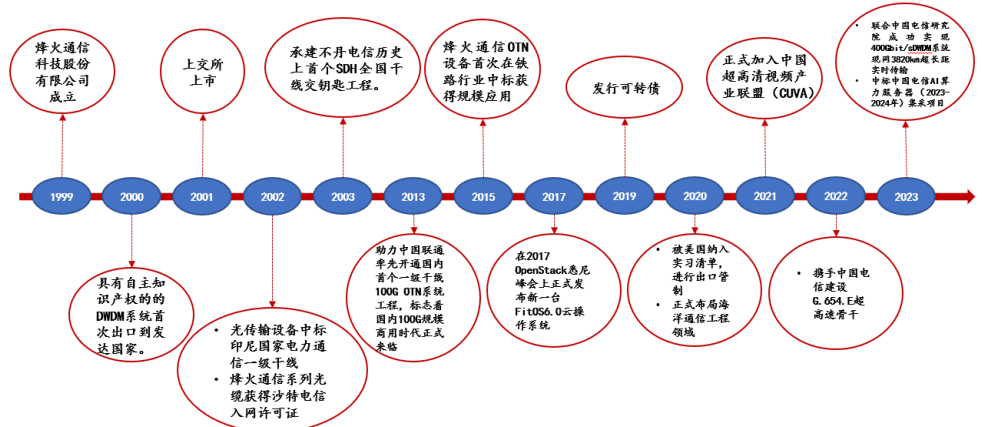 烽火通信
科技股份
有限公司
成立
上交所
上市
承建不丹电信历史
上首个SDH全国干
线交钥匙工程。
烽火通信OTN
设备首次在铁
路行业中标获
得规模应用
发行可转债
正式加入中国
超高清视频产
业联盟（CUVA）
• 联合中国电信研究
院成功实现
400Gbit/sDWDM系统
现网3820km超长距
实时传输
• 中标中国电信AI算
力服务器（2023-
2024年）集采项目
1999
2000
2001
2002
2003
2013
2015
2017
2019
2020
2021
2022
2023
具有自主知
识产权的的
DWDM系统首
次出口到发
达国家。
• 光传输设备中标
印尼国家电力通
信一级干线
• 烽火通信系列光
缆获得沙特电信
入网许可证
助力中国联通
率先开通国内
首个一级干线
100G OTN系统
工程，标志着
国内100G规模
商用时代正式
来临
在2017
OpenStack悉尼
峰会上正式发
布新一台
FitOS6.0云操
作系统
• 被美国纳入
实习清单，
进行出口管
制
• 正式布局海
洋通信工程
领域
• 携手中国电
信建设
G.654.E超
高速骨干